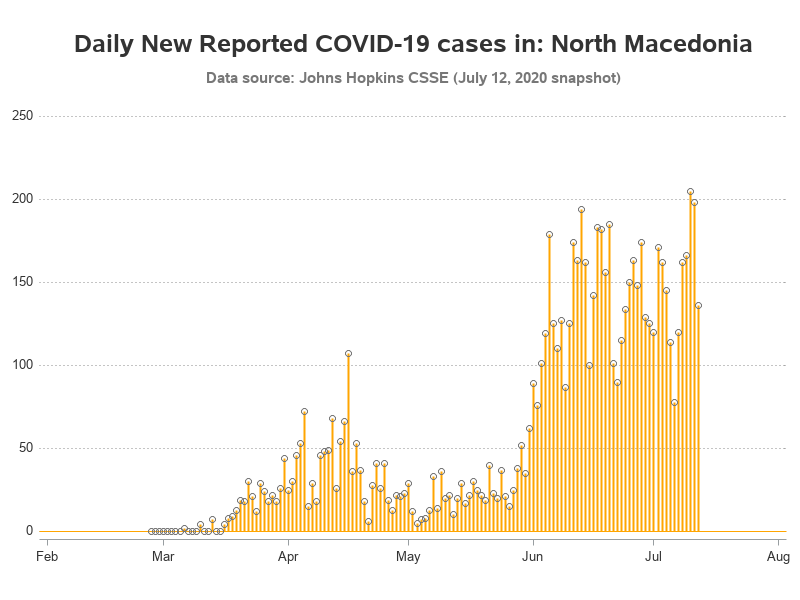 Daily New Reported COVID-19 cases in: North Macedonia
Data source: Johns Hopkins CSSE (July 12, 2020 snapshot)
250
200
150
100
50
0
Feb Mar Apr May Jun Jul Aug